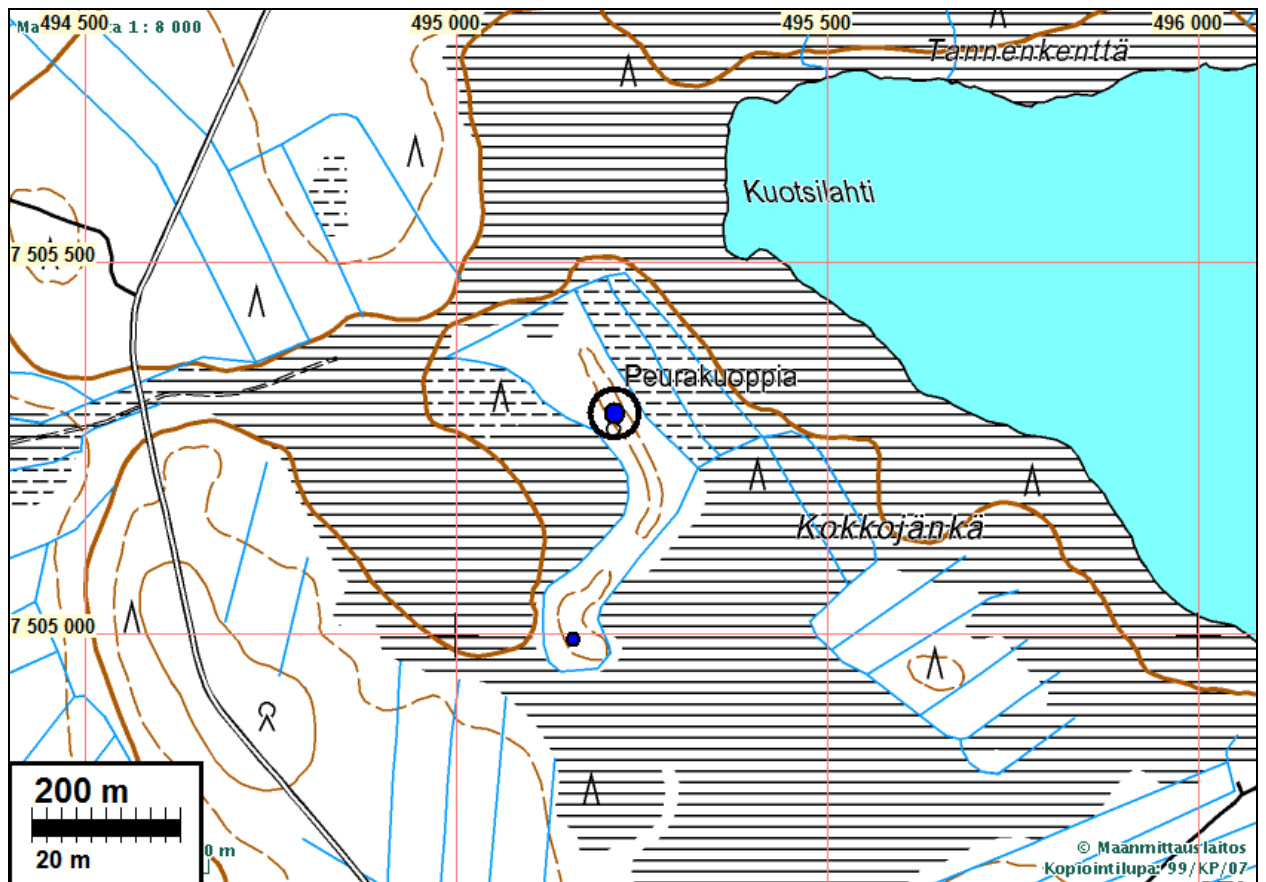 494 500
495 000
495 500
496 000
Ma a 1 : 8 000
Tannenkenttä
Kuotsilahti
7 505 500
Peurakuoppia
Kokkojänkä
7 505 000
200 m
20 m
0 m
© Maanmittauslaitos
Kopiointilupa: 99/KP/07